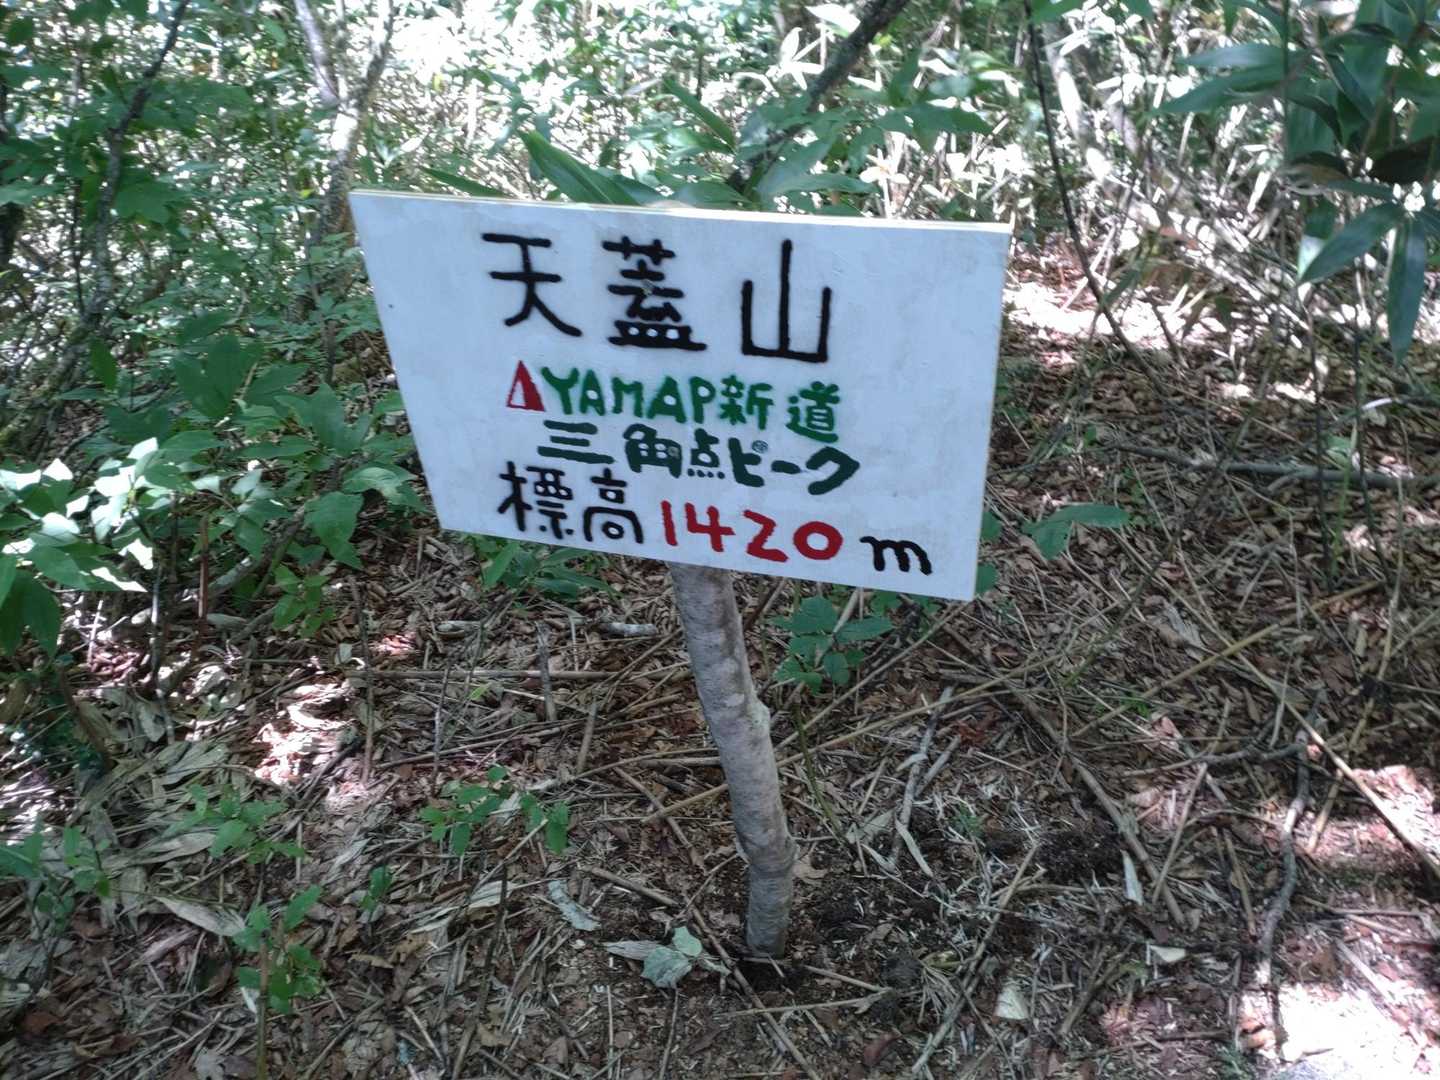 天蓋山
△YAMAP新道
三角点ピーク
標高1420m